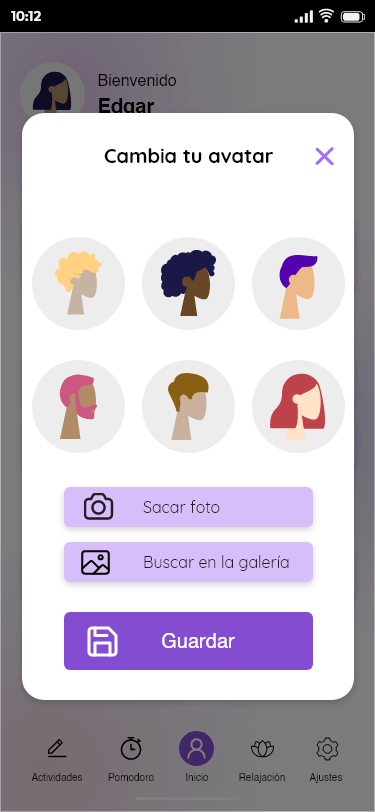 10:12
Bienvenido
Edgar
Cambia tu avatar
Sacar foto
Buscar en la galería
Guardar
Actividades
Pomodoro
Inicio
Relajación
Ajustes